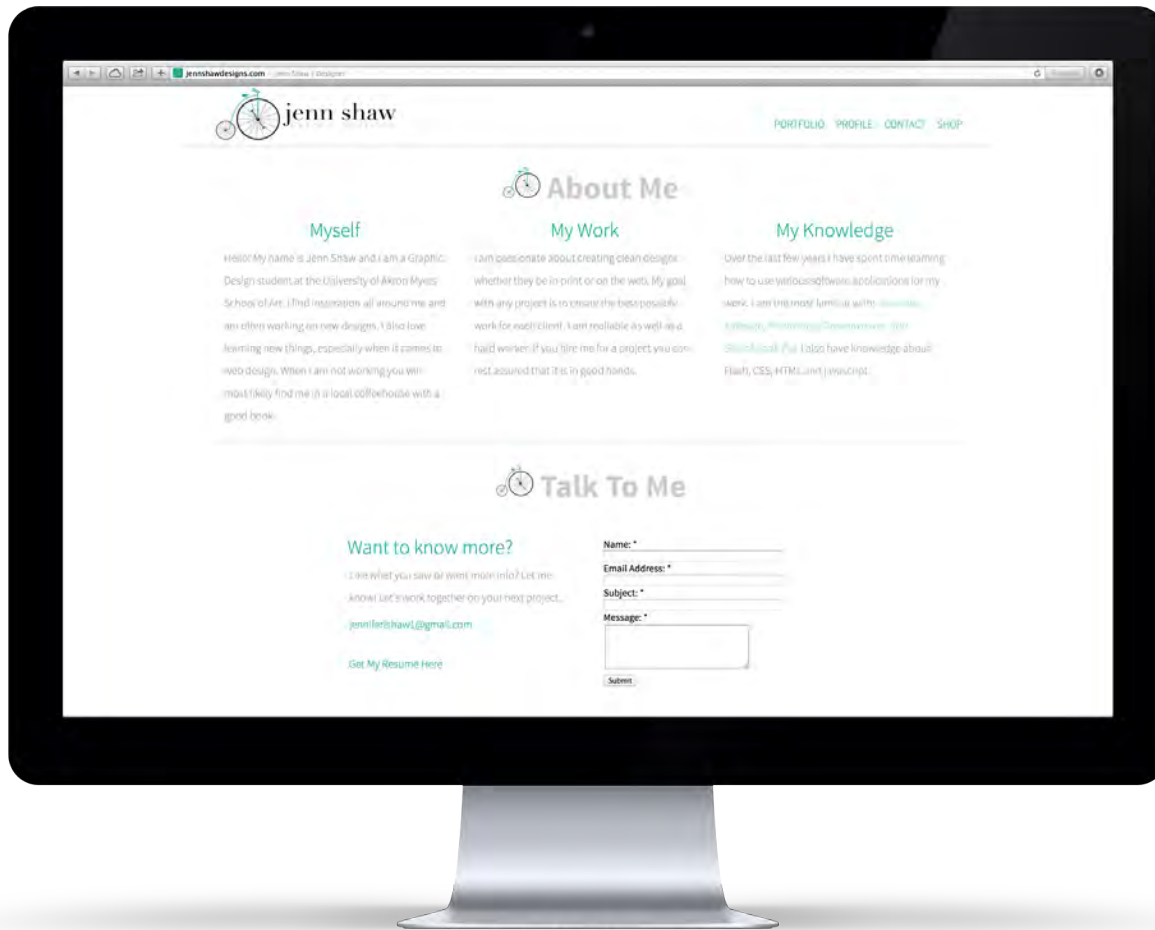 jennshawdesigns.com Jenn Shaw | Designer
jenn shaw
PORTFOLIO PROFILE CONTACT SHOP
About Me
Myself
Hello! My name is Jenn Shaw and I am a Graphic
Design student at the University of Akron Myers
School of Art. I find inspiration all around me and
am often working on new designs. I also love
learning new things, especially when it comes to
web design. When I am not working you will
most likely find me in a local coffeehouse with a
good book.
My Work
I am passionate about creating clean designs
whether they be in print or on the web. My goal
with any project is to ensure the best possible
work for each client. I am realiable as well as a
hard worker. If you hire me for a project you can
rest assured that it is in good hands.
My Knowledge
Over the last few years I have spent time learning
how to use various software applications for my
work. I am the most familiar with:
I also have knowledge about
Flash, CSS, HTML and javascript.
Talk To Me
Want to know more?
Like what you saw or want more info? Let me
know! Let's work together on your next project.
Get My Resume Here
Name: *
Email Address: *
Subject: *
Message: *
Submit